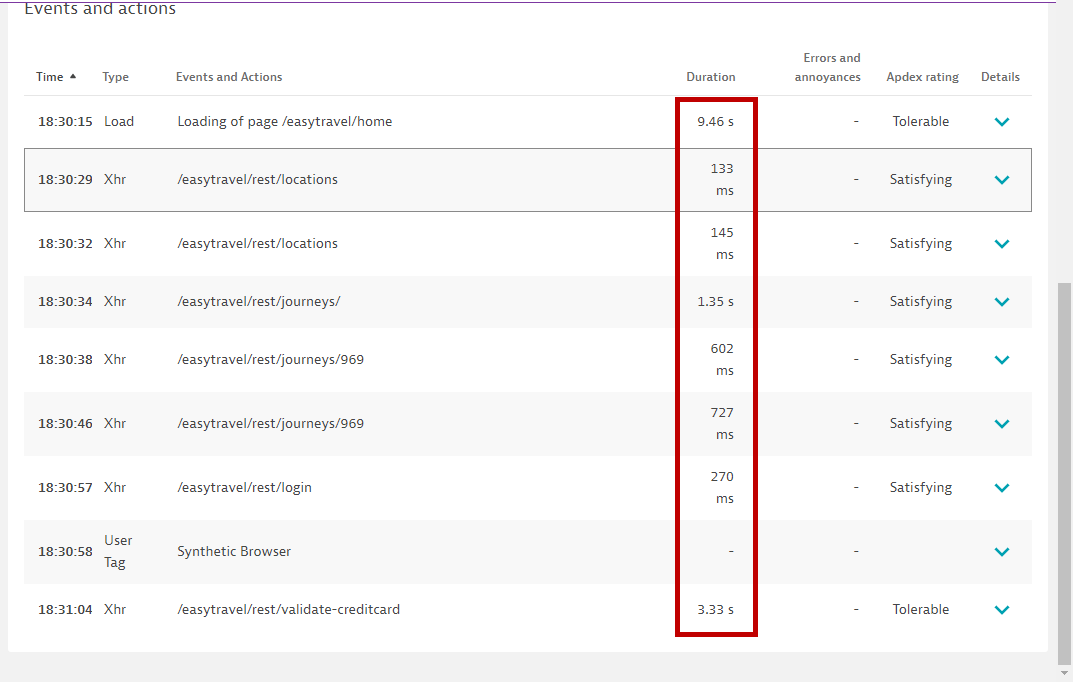 Events and actions
Errors and
Time Type Events and Actions Duration annoyances Apdex rating Details
18:30:15 Load Loading of page /easytravel/home 9.46 s - Tolerable
18:30:29 Xhr /easytravel/rest/locations 133 ms - Satisfying
18:30:32 Xhr /easytravel/rest/locations 145 ms - Satisfying
18:30:34 Xhr /easytravel/rest/journeys/ 1.35 s - Satisfying
18:30:38 Xhr /easytravel/rest/journeys/969 602 ms - Satisfying
18:30:46 Xhr /easytravel/rest/journeys/969 727 ms - Satisfying
18:30:57 Xhr /easytravel/rest/login 270 ms - Satisfying
18:30:58 User Tag Synthetic Browser - -
18:31:04 Xhr /easytravel/rest/validate-creditcard 3.33 s - Tolerable